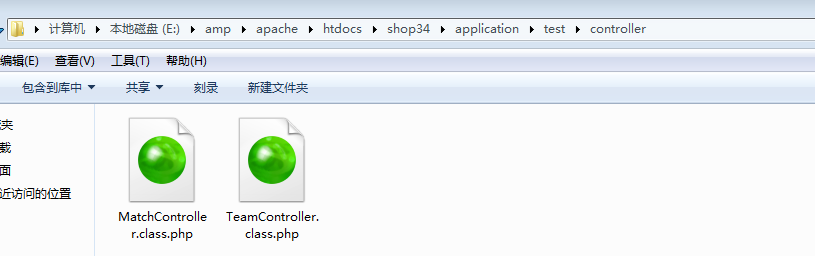 计算机 ▸ 本地磁盘 (E:) ▸ amp ▸ apache ▸ htdocs ▸ shop34 ▸ application ▸ test ▸ controller
编辑(E) 查看(V) 工具(T) 帮助(H)
包含到库中 共享 刻录 新建文件夹
夹
载
面
近访问的位置
MatchControlle
r.class.php
TeamController.
class.php